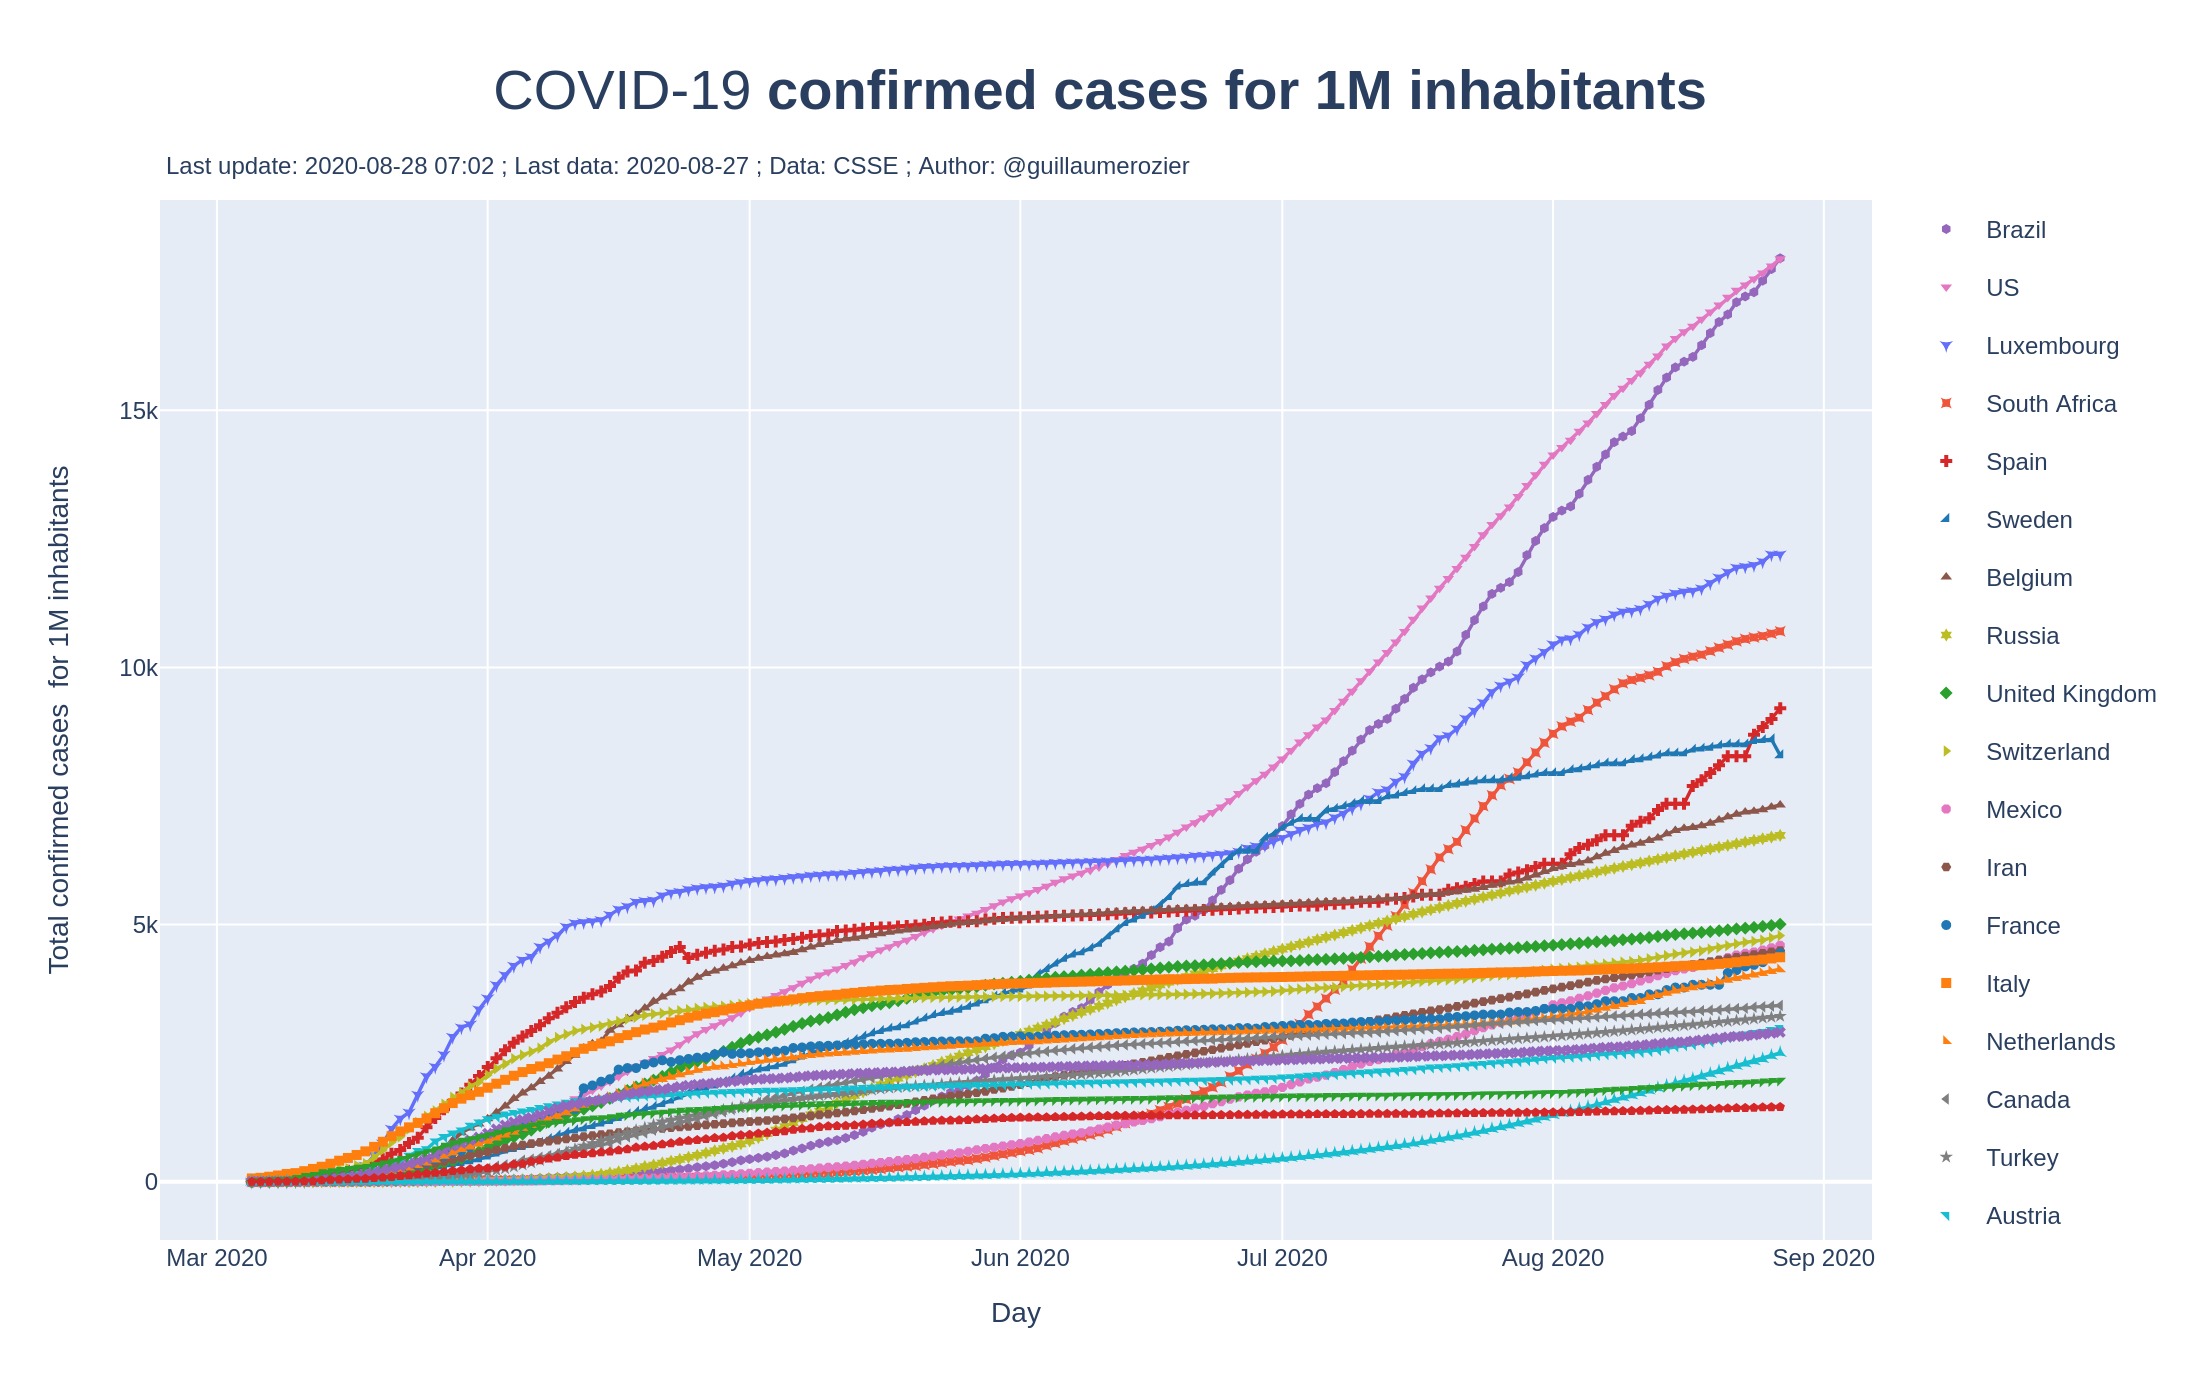 COVID-19 confirmed cases for 1M inhabitants
Last update: 2020-08-28 07:02 ; Last data: 2020-08-27 ; Data: CSSE ; Author: @guillaumerozier
Total confirmed cases for 1M inhabitants
15k
10k
5k
0
Mar 2020
Apr 2020
May 2020
Jun 2020
Jul 2020
Aug 2020
Sep 2020
Day
Brazil
US
Luxembourg
South Africa
Spain
Sweden
Belgium
Russia
United Kingdom
Switzerland
Mexico
Iran
France
Italy
Netherlands
Canada
Turkey
Austria